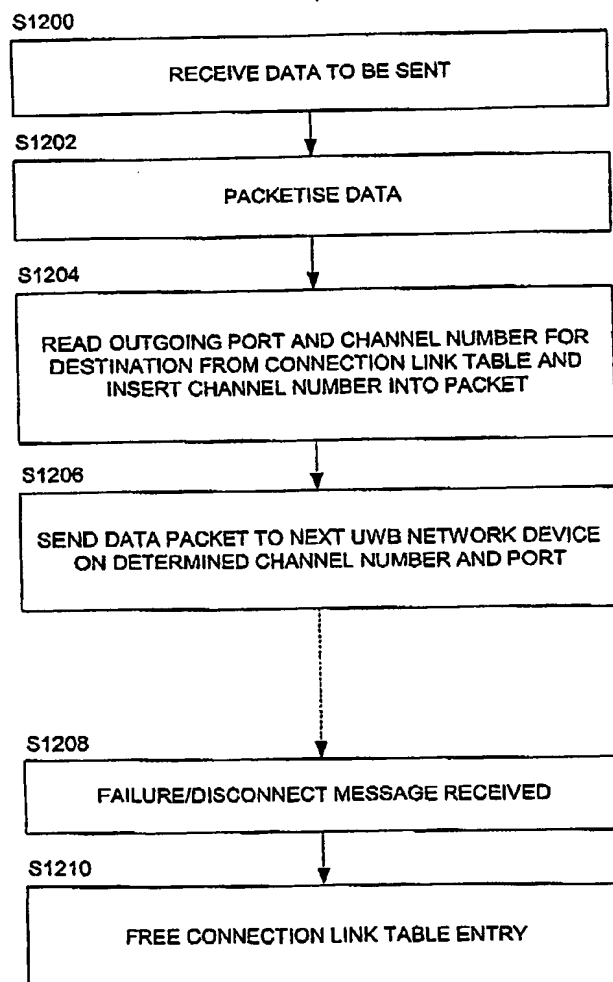 S1200
RECEIVE DATA TO BE SENT
S1202
PACKETISE DATA
S1204
READ OUTGOING PORT AND CHANNEL NUMBER FOR
DESTINATION FROM CONNECTION LINK TABLE AND
INSERT CHANNEL NUMBER INTO PACKET
S1206
SEND DATA PACKET TO NEXT UWB NETWORK DEVICE
ON DETERMINED CHANNEL NUMBER AND PORT
S1208
FAILURE/DISCONNECT MESSAGE RECEIVED
S1210
FREE CONNECTION LINK TABLE ENTRY